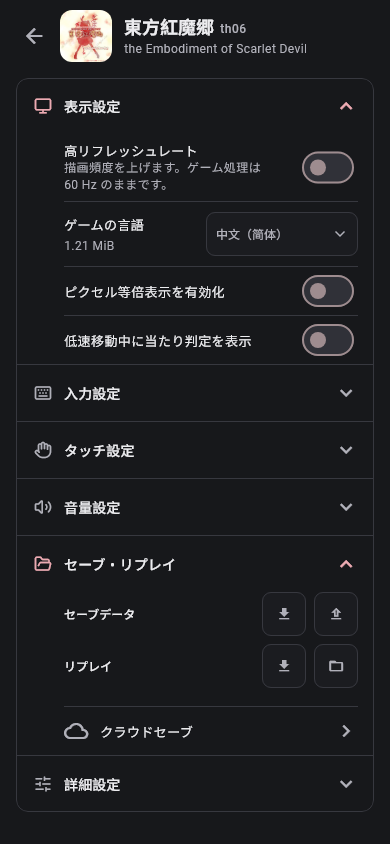 東方紅魔郷 th06
the Embodiment of Scarlet Devil
表示設定
高リフレッシュレート
描画頻度を上げます。ゲーム処理は
60 Hz のままです。
ゲームの言語
1.21 MiB
中文（简体）
ピクセル等倍表示を有効化
低速移動中に当たり判定を表示
入力設定
タッチ設定
音量設定
セーブ・リプレイ
セーブデータ
リプレイ
クラウドセーブ
詳細設定